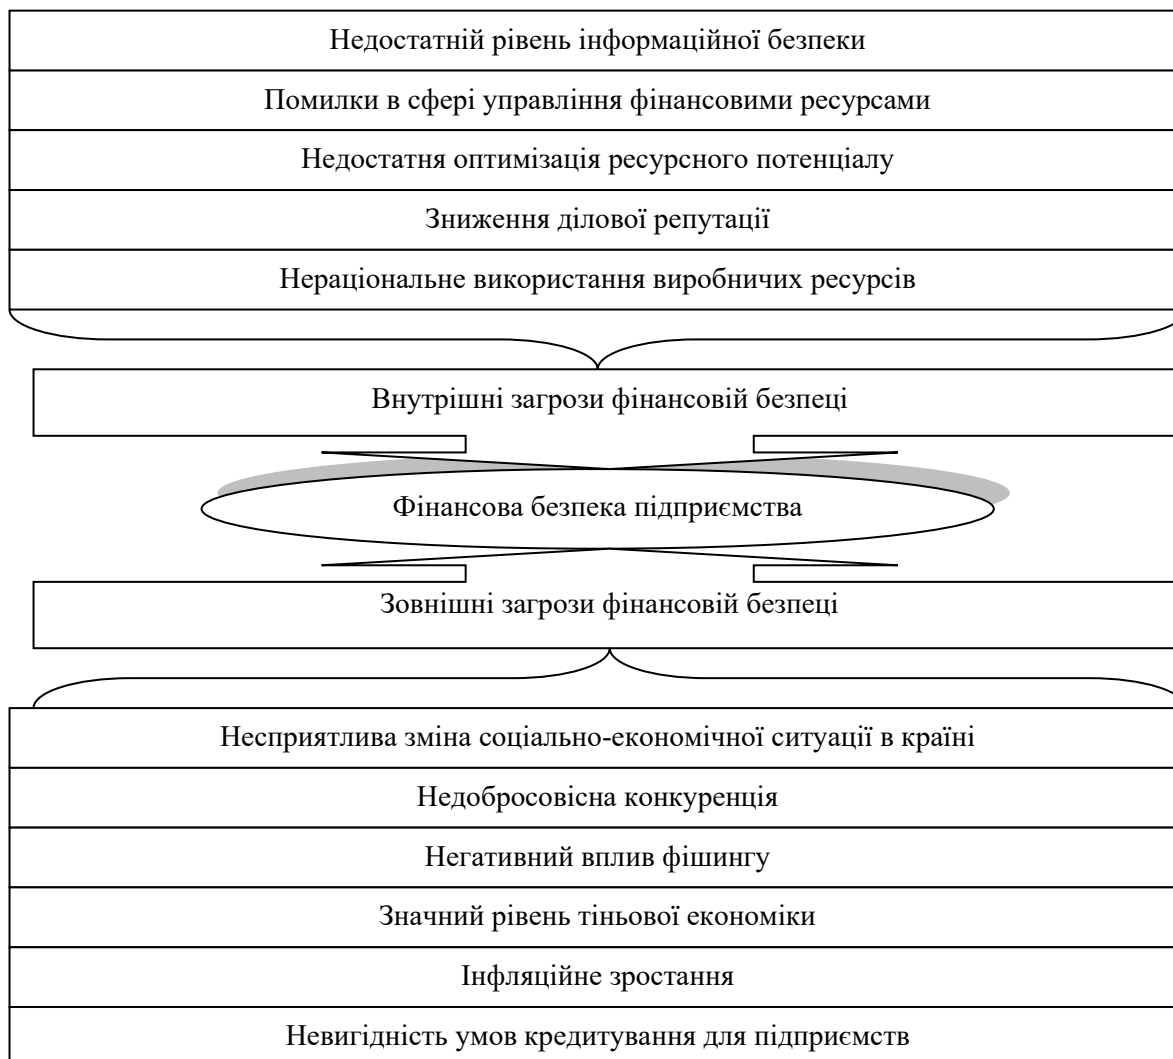 Недостатній рівень інформаційної безпеки
Помилки в сфері управління фінансовими ресурсами
Недостатня оптимізація ресурсного потенціалу
Зниження ділової репутації
Нераціональне використання виробничих ресурсів
Внутрішні загрози фінансовій безпеці
Фінансова безпека підприємства
Зовнішні загрози фінансовій безпеці
Несприятлива зміна соціально-економічної ситуації в країні
Недобросовісна конкуренція
Негативний вплив фішингу
Значний рівень тіньової економіки
Інфляційне зростання
Невигідність умов кредитування для підприємств